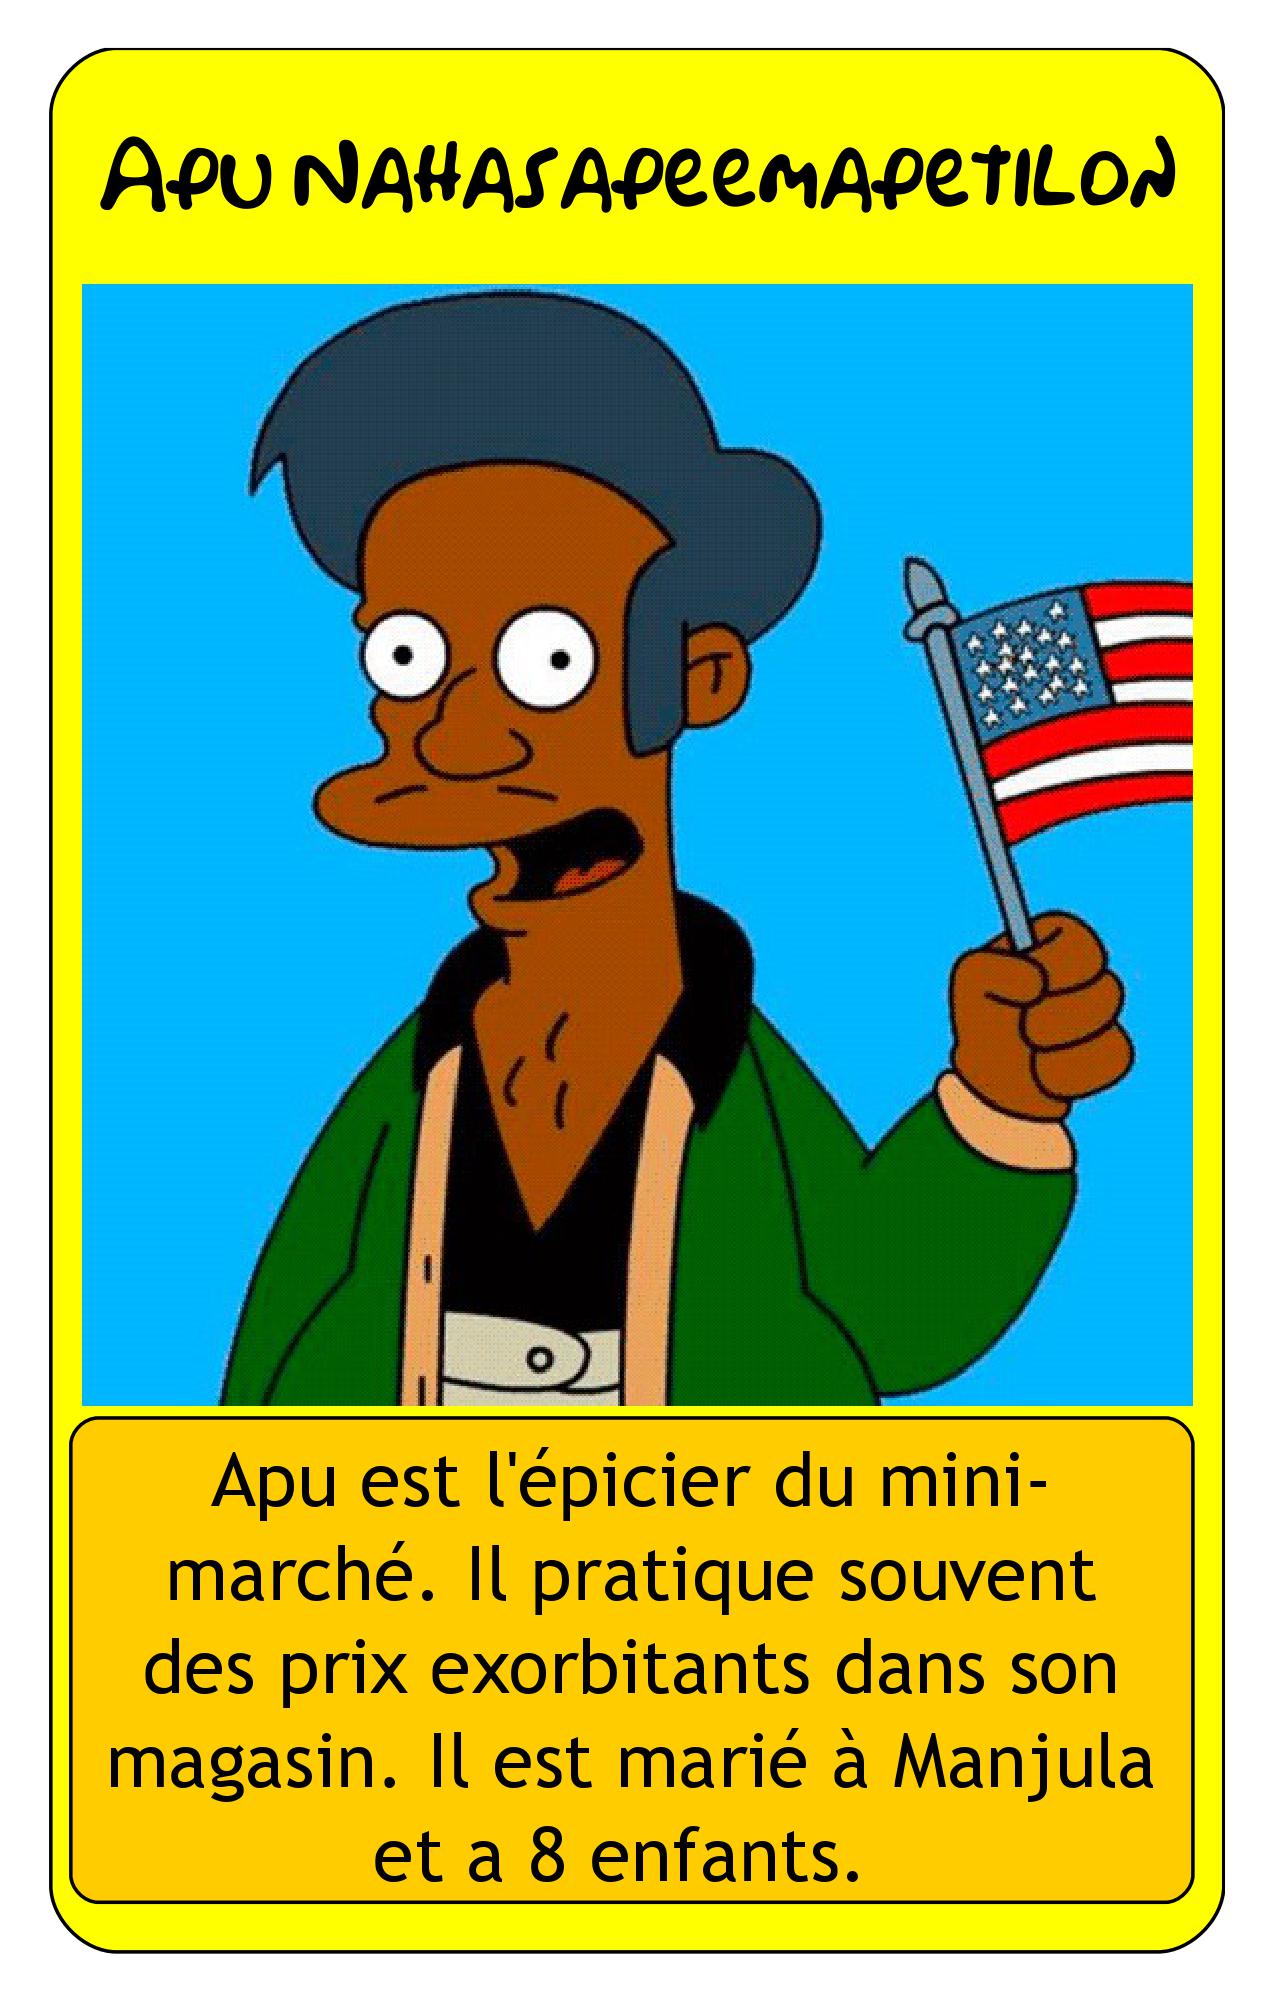 APU NAHASAPEEMAPETILON
Apu est l'épicier du mini-
marché. Il pratique souvent
des prix exorbitants dans son
magasin. Il est marié à Manjula
et a 8 enfants.